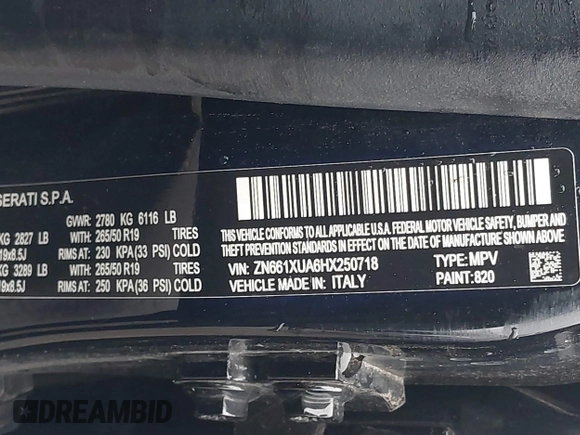 SERATI S.P.A.
GVWR: 2780 KG 6116 LB
KG 2827 LB WITH: 265/50 R19 TIRES
19x8.5J RIMS AT: 230 KPA(33 PSI) COLD
KG 3289 LB WITH: 265/50 R19 TIRES
19x8.5J RIMS AT: 250 KPA(36 PSI) COLD
THIS VEHICLE CONFORMS TO ALL APPLICABLE U.S.A. FEDERAL MOTOR VEHICLE SAFETY, BUMPER AND
THEFT PREVENTION STANDARDS IN EFFECT ON THE DATE OF MANUFACTURE SHOWN ABOVE.
VIN: ZN661XUA6HX250718 TYPE: MPV
VEHICLE MADE IN: ITALY PAINT: 820
DREAMBID